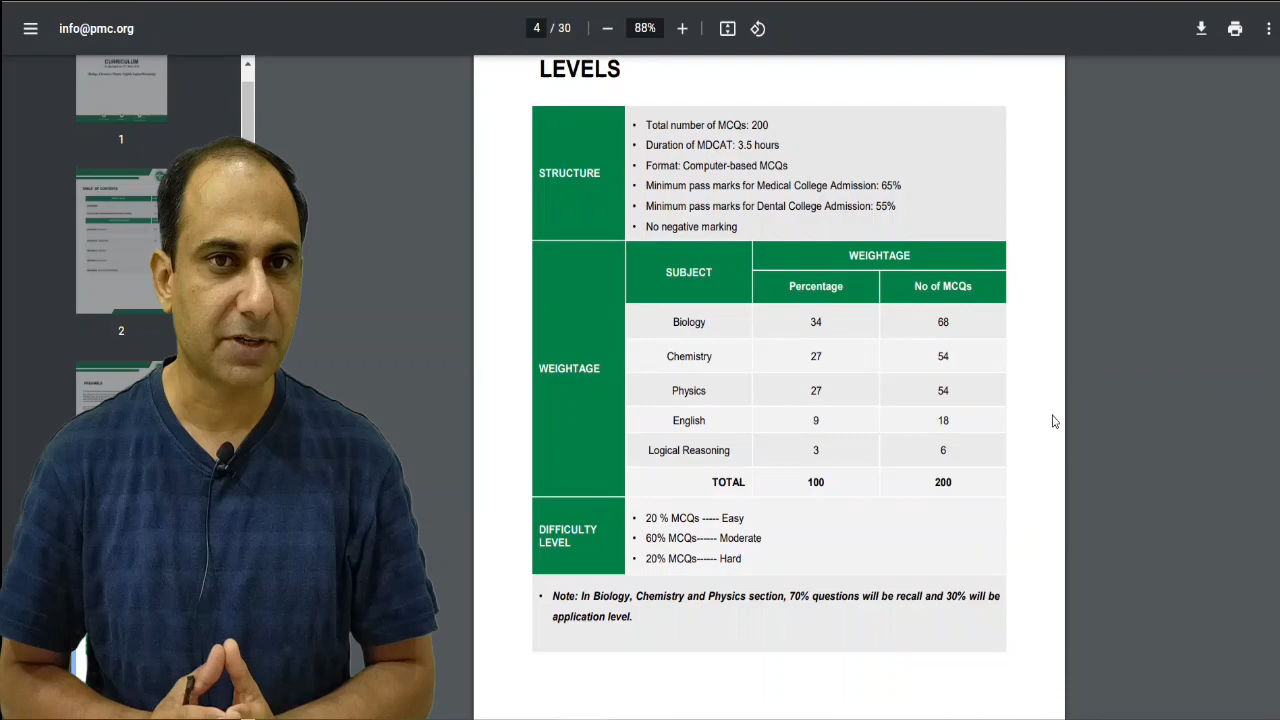 info@pmc.org
4 / 30
88%
CURRICULUM
1
TABLE OF CONTENTS
2
PREAMBLE
LEVELS
STRUCTURE
• Total number of MCQs: 200
• Duration of MDCAT: 3.5 hours
• Format: Computer-based MCQs
• Minimum pass marks for Medical College Admission: 65%
• Minimum pass marks for Dental College Admission: 55%
• No negative marking
WEIGHTAGE
SUBJECT
WEIGHTAGE
Percentage No of MCQs
Biology 34 68
Chemistry 27 54
Physics 27 54
English 9 18
Logical Reasoning 3 6
TOTAL 100 200
DIFFICULTY
LEVEL
• 20 % MCQs ----- Easy
• 60% MCQs------ Moderate
• 20% MCQs------ Hard
• Note: In Biology, Chemistry and Physics section, 70% questions will be recall and 30% will be
application level.